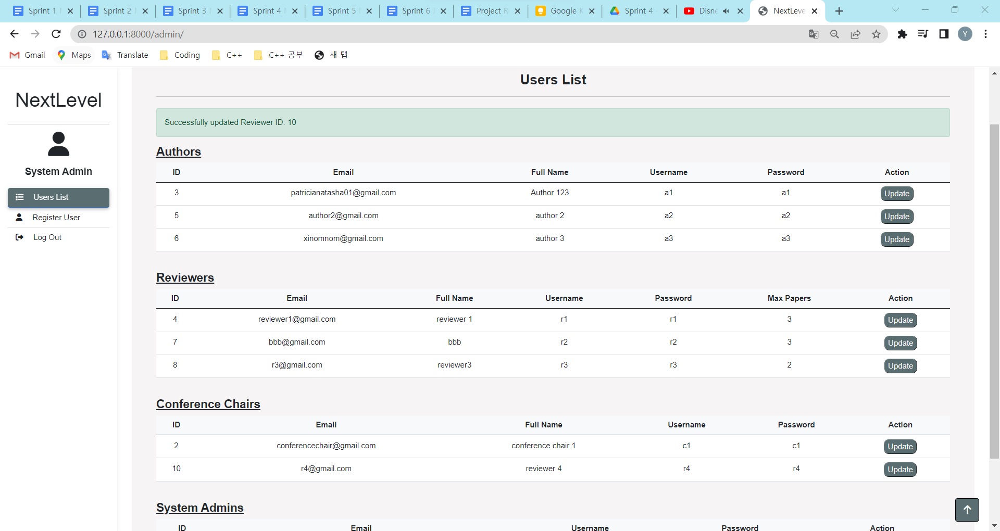 Sprint 1
Sprint 2
Sprint 3
Sprint 4
Sprint 5
Sprint 6
Project R
Google K
Sprint 4
Disne
NextLeve
127.0.0.1:8000/admin/
Y
Gmail
Maps
Translate
Coding
C++
C++ 공부
새 탭
NextLevel
System Admin
Users List
Register User
Log Out
Users List
Successfully updated Reviewer ID: 10
Authors
ID Email Full Name Username Password Action
3 patricianatasha01@gmail.com Author 123 a1 a1 Update
5 author2@gmail.com author 2 a2 a2 Update
6 xinomnom@gmail.com author 3 a3 a3 Update
Reviewers
ID Email Full Name Username Password Max Papers Action
4 reviewer1@gmail.com reviewer 1 r1 r1 3 Update
7 bbb@gmail.com bbb r2 r2 3 Update
8 r3@gmail.com reviewer3 r3 r3 2 Update
Conference Chairs
ID Email Full Name Username Password Action
2 conferencechair@gmail.com conference chair 1 c1 c1 Update
10 r4@gmail.com reviewer 4 r4 r4 Update
System Admins
ID Email Username Password Action